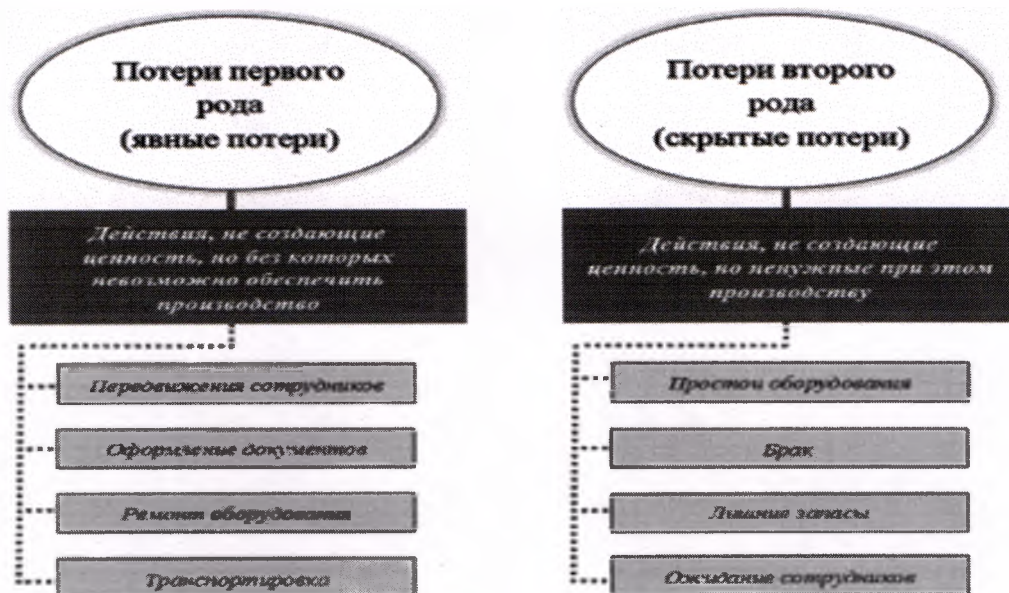 Потери первого
рода
(явные потери)
Действия, не создающие
ценность, но без которых
невозможно обеспечить
производство
Передвижения сотрудников
Оформление документов
Ремонт оборудования
Транспортировка
Потери второго
рода
(скрытые потери)
Действия, не создающие
ценность, но ненужные при этом
производству
Простои оборудования
Брак
Лишние запасы
Ожидание сотрудников